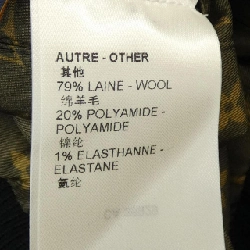 AUTRE - OTHER
其他
79% LAINE - WOOL
绵羊毛
20% POLYAMIDE -
POLYAMIDE
锦纶
1% ELASTHANNE -
ELASTANE
氨纶